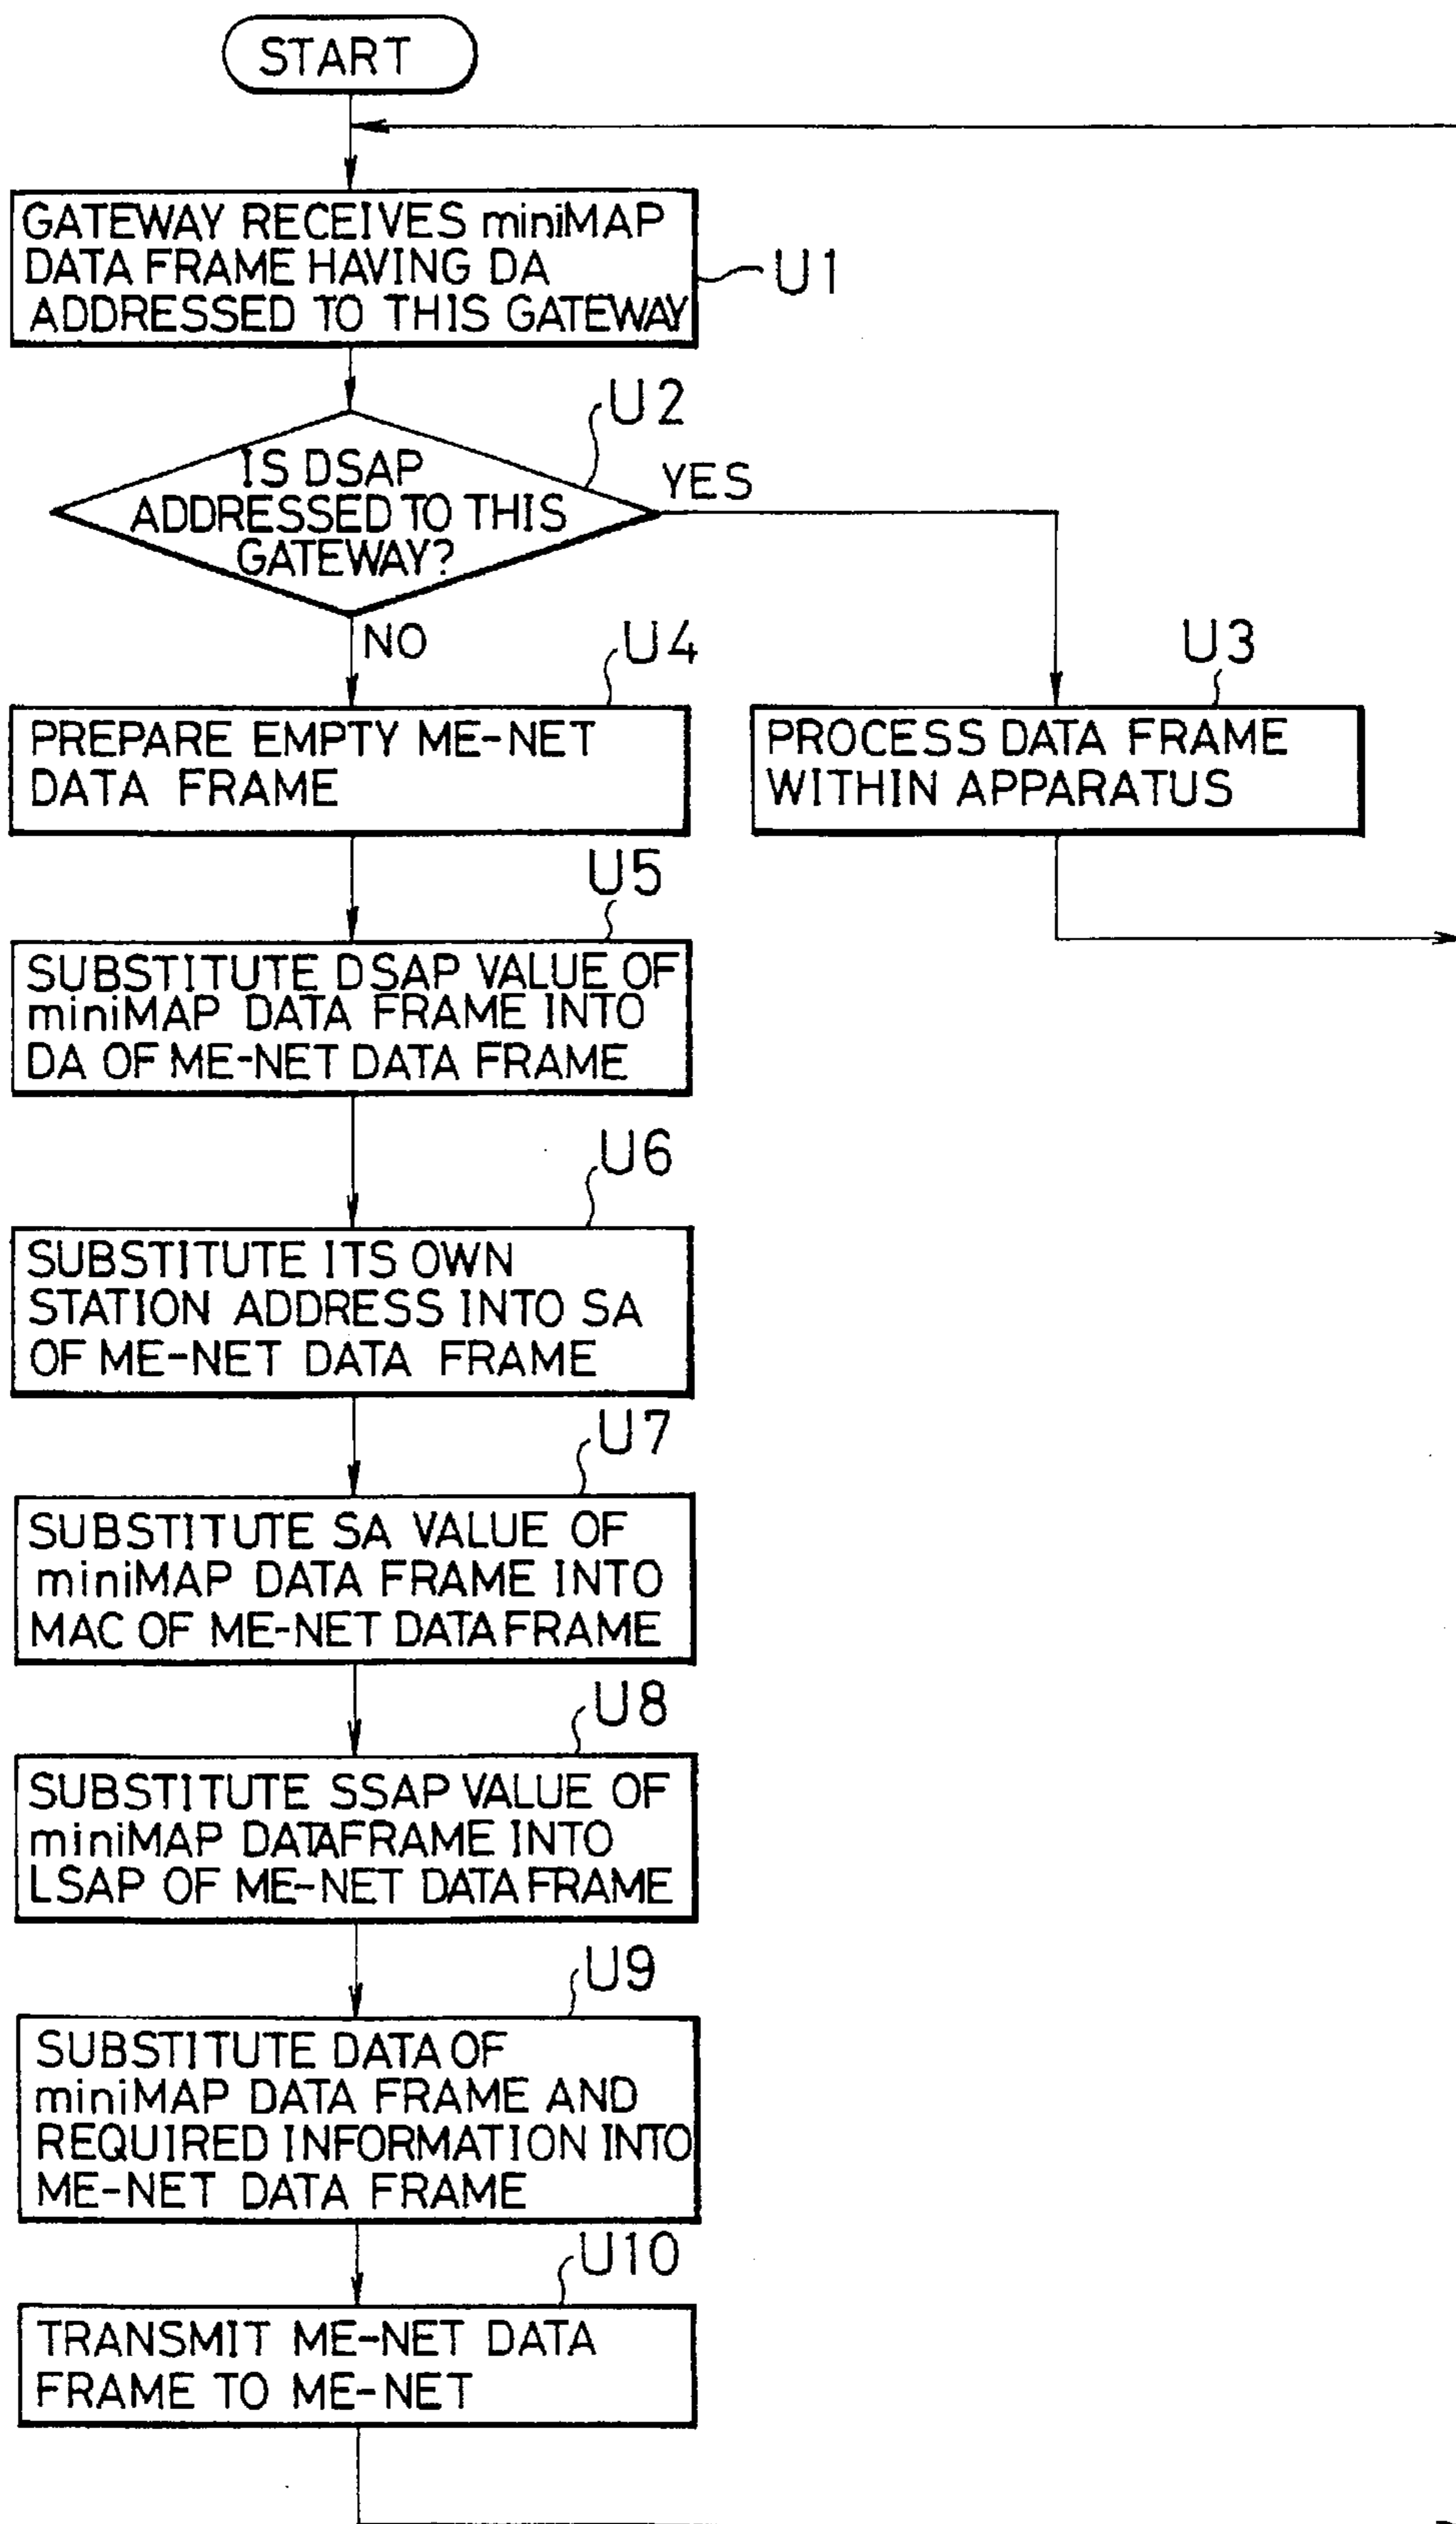 START
GATEWAY RECEIVES miniMAP
DATA FRAME HAVING DA
ADDRESSED TO THIS GATEWAY
U1
U2
IS DSAP
ADDRESSED TO THIS
GATEWAY?
YES
NO
U4
PREPARE EMPTY ME-NET
DATA FRAME
U3
PROCESS DATA FRAME
WITHIN APPARATUS
U5
SUBSTITUTE DSAP VALUE OF
miniMAP DATA FRAME INTO
DA OF ME-NET DATA FRAME
U6
SUBSTITUTE ITS OWN
STATION ADDRESS INTO SA
OF ME-NET DATA FRAME
U7
SUBSTITUTE SA VALUE OF
miniMAP DATA FRAME INTO
MAC OF ME-NET DATA FRAME
U8
SUBSTITUTE SSAP VALUE OF
miniMAP DATA FRAME INTO
LSAP OF ME-NET DATA FRAME
U9
SUBSTITUTE DATA OF
miniMAP DATA FRAME AND
REQUIRED INFORMATION INTO
ME-NET DATA FRAME
U10
TRANSMIT ME-NET DATA
FRAME TO ME-NET